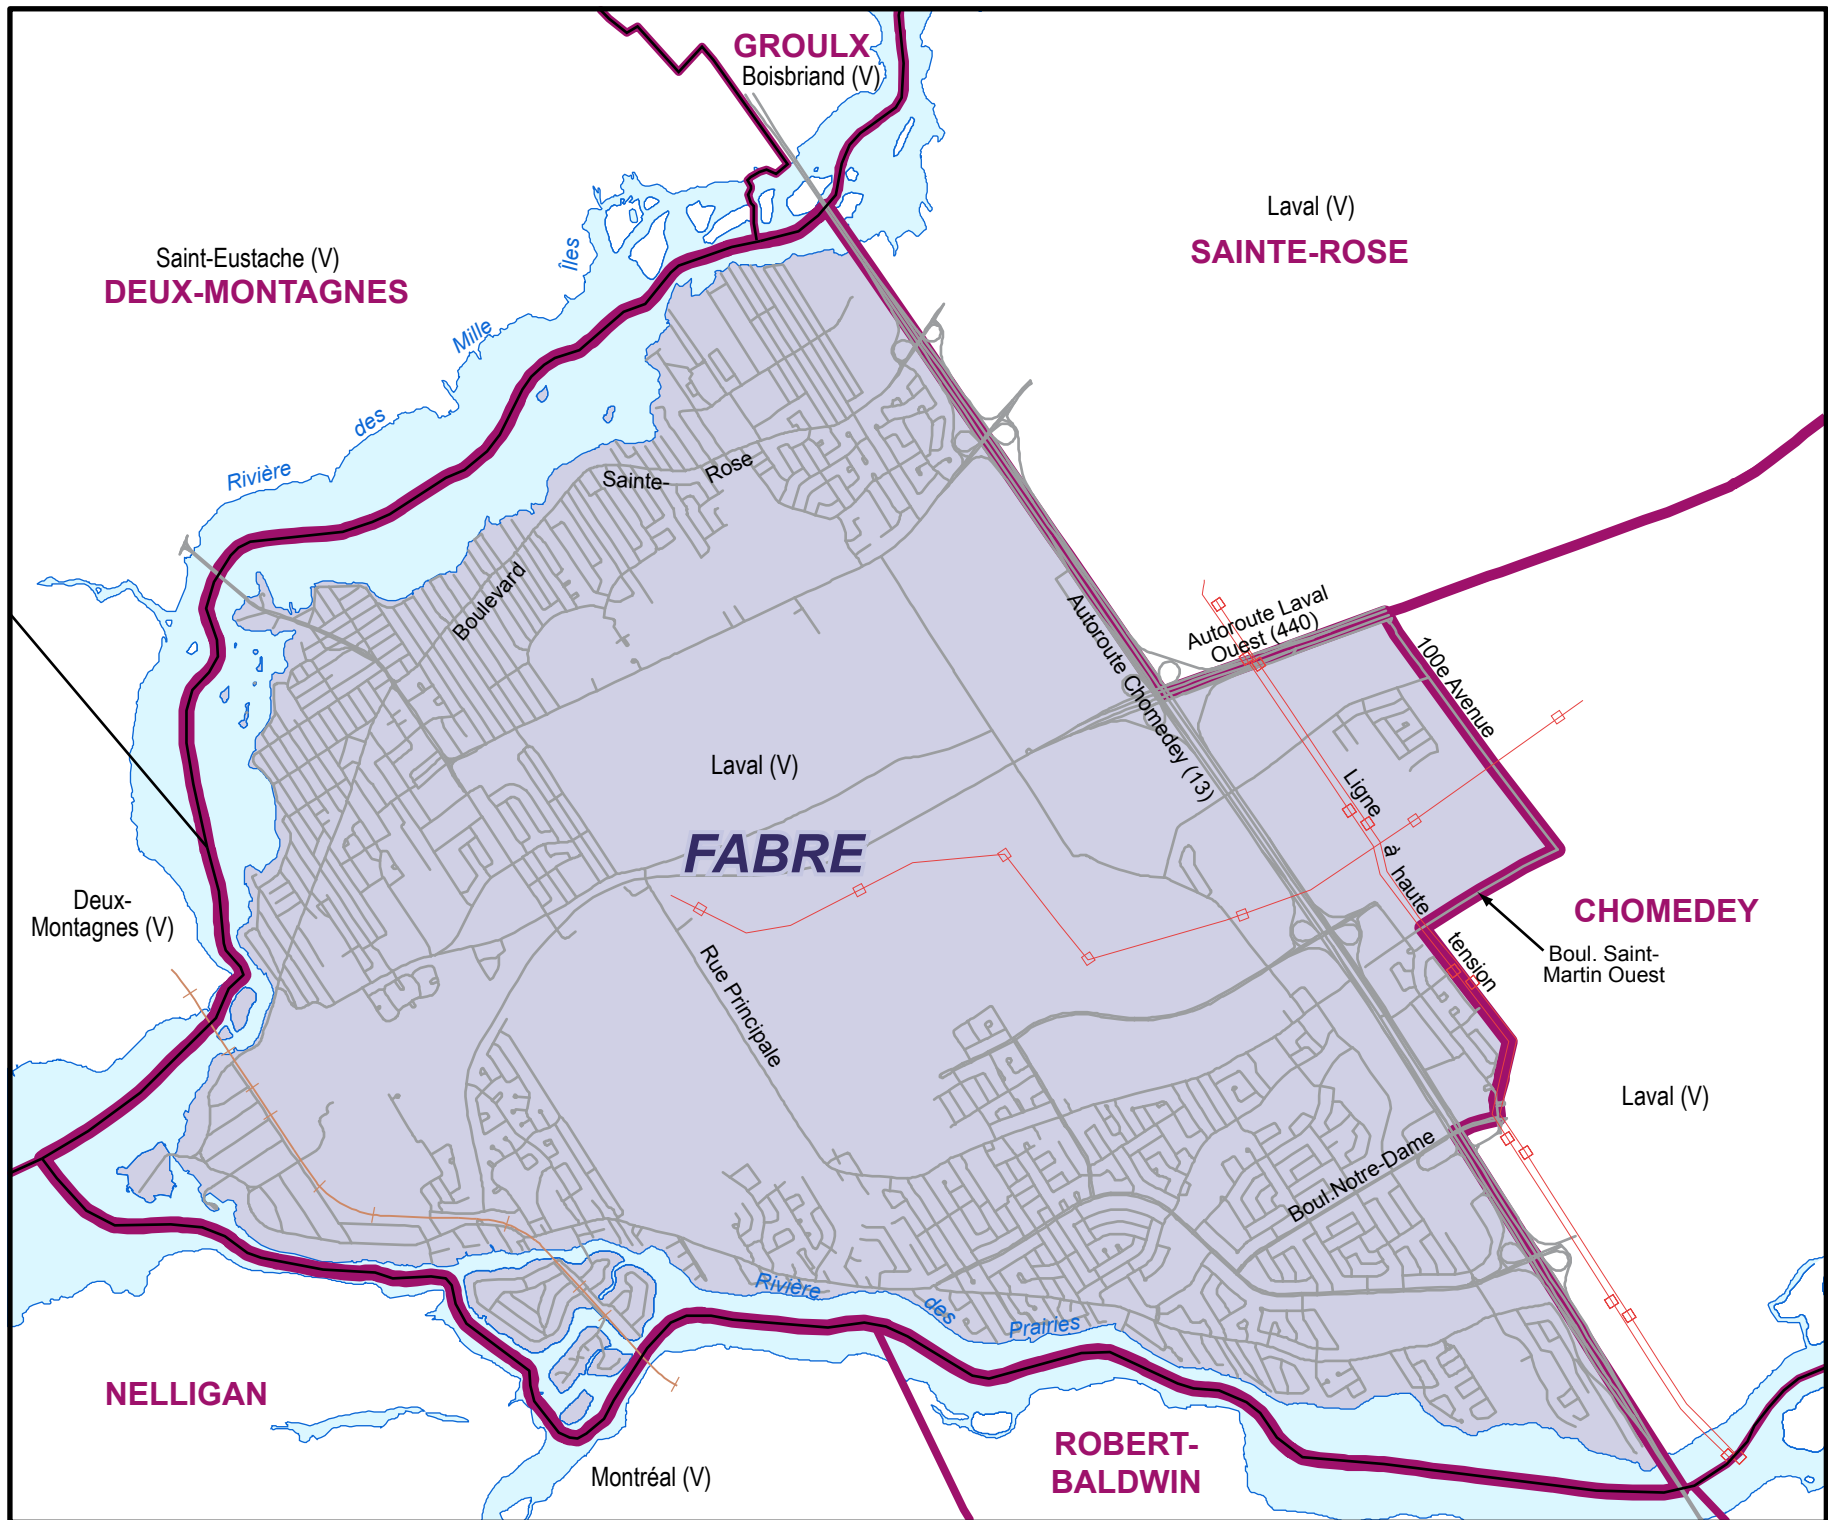 GROULX
Boisbriand (V)
Laval (V)
SAINTE-ROSE
Saint-Eustache (V)
DEUX-MONTAGNES
Rivière
des
Mille
Îles
Boulevard
Sainte-
Rose
Autoroute Laval
Ouest (440)
100e Avenue
Autoroute Chomedey (13)
Laval (V)
FABRE
Ligne
à
haute
tension
Deux-
Montagnes (V)
CHOMEDEY
Boul. Saint-
Martin Ouest
Rue Principale
Laval (V)
Boul.Notre-Dame
Rivière
des
Prairies
NELLIGAN
Montréal (V)
ROBERT-
BALDWIN